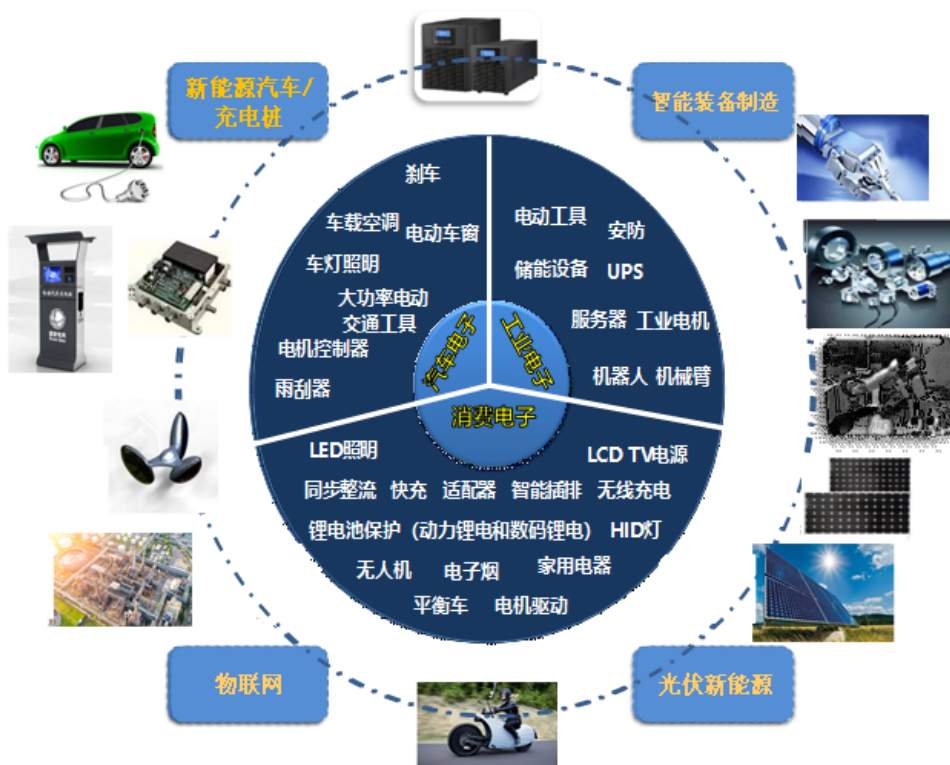 新能源汽车/
充电桩
智能装备制造
刹车
车载空调
电动车窗
车灯照明
大功率电动
交通工具
电机控制器
雨刮器
电动工具
安防
储能设备
UPS
服务器
工业电机
机器人
机械臂
汽车电子
工业电子
消费电子
LED照明
LCD TV电源
同步整流
快充
适配器
智能插排
无线充电
锂电池保护(动力锂电和数码锂电)
HID灯
无人机
电子烟
家用电器
平衡车
电机驱动
物联网
光伏新能源